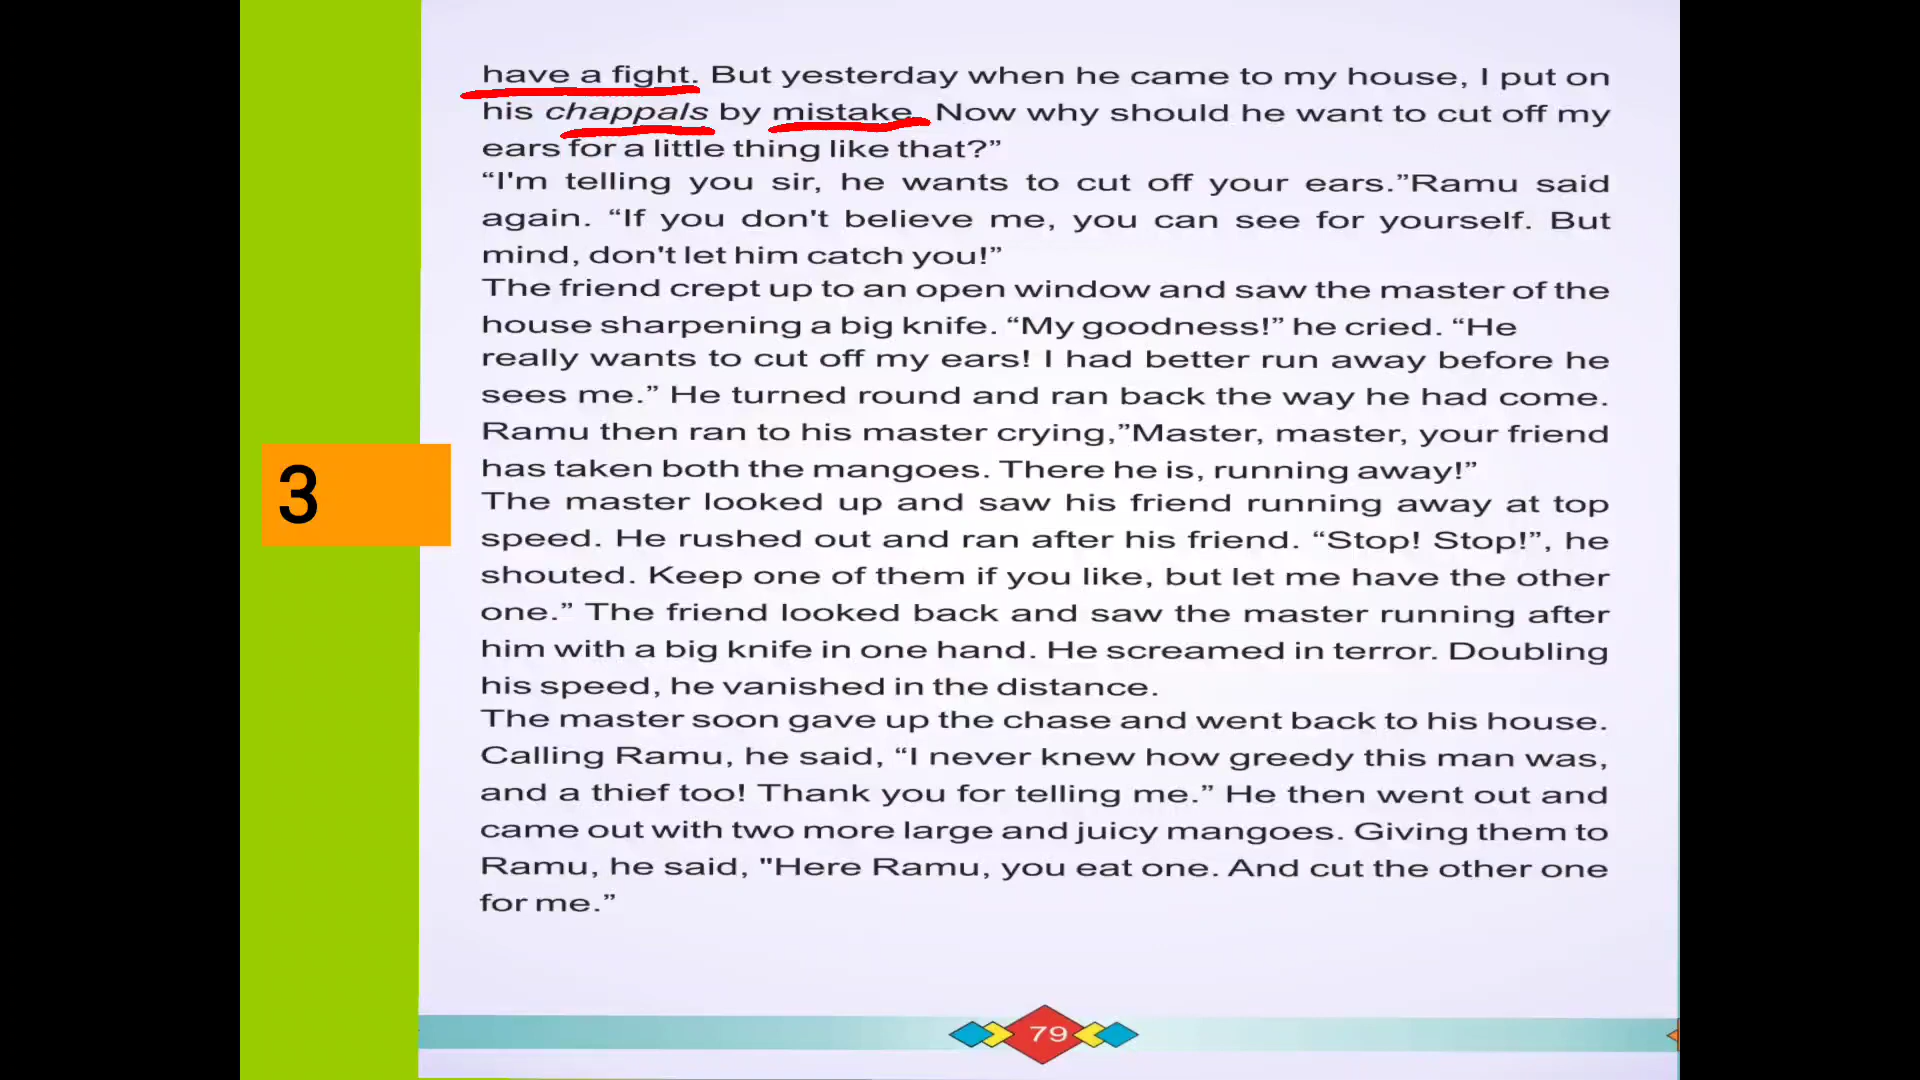 have a fight. But yesterday when he came to my house, I put on
his chappals by mistake. Now why should he want to cut off my
ears for a little thing like that?”
“I'm telling you sir, he wants to cut off your ears.”Ramu said
again. “If you don't believe me, you can see for yourself. But
mind, don't let him catch you!”
The friend crept up to an open window and saw the master of the
house sharpening a big knife. “My goodness!” he cried. “He
really wants to cut off my ears! I had better run away before he
sees me.” He turned round and ran back the way he had come.
Ramu then ran to his master crying,”Master, master, your friend
has taken both the mangoes. There he is, running away!”
3
The master looked up and saw his friend running away at top
speed. He rushed out and ran after his friend. “Stop! Stop!”, he
shouted. Keep one of them if you like, but let me have the other
one.” The friend looked back and saw the master running after
him with a big knife in one hand. He screamed in terror. Doubling
his speed, he vanished in the distance.
The master soon gave up the chase and went back to his house.
Calling Ramu, he said, “I never knew how greedy this man was,
and a thief too! Thank you for telling me.” He then went out and
came out with two more large and juicy mangoes. Giving them to
Ramu, he said, "Here Ramu, you eat one. And cut the other one
for me.”
79